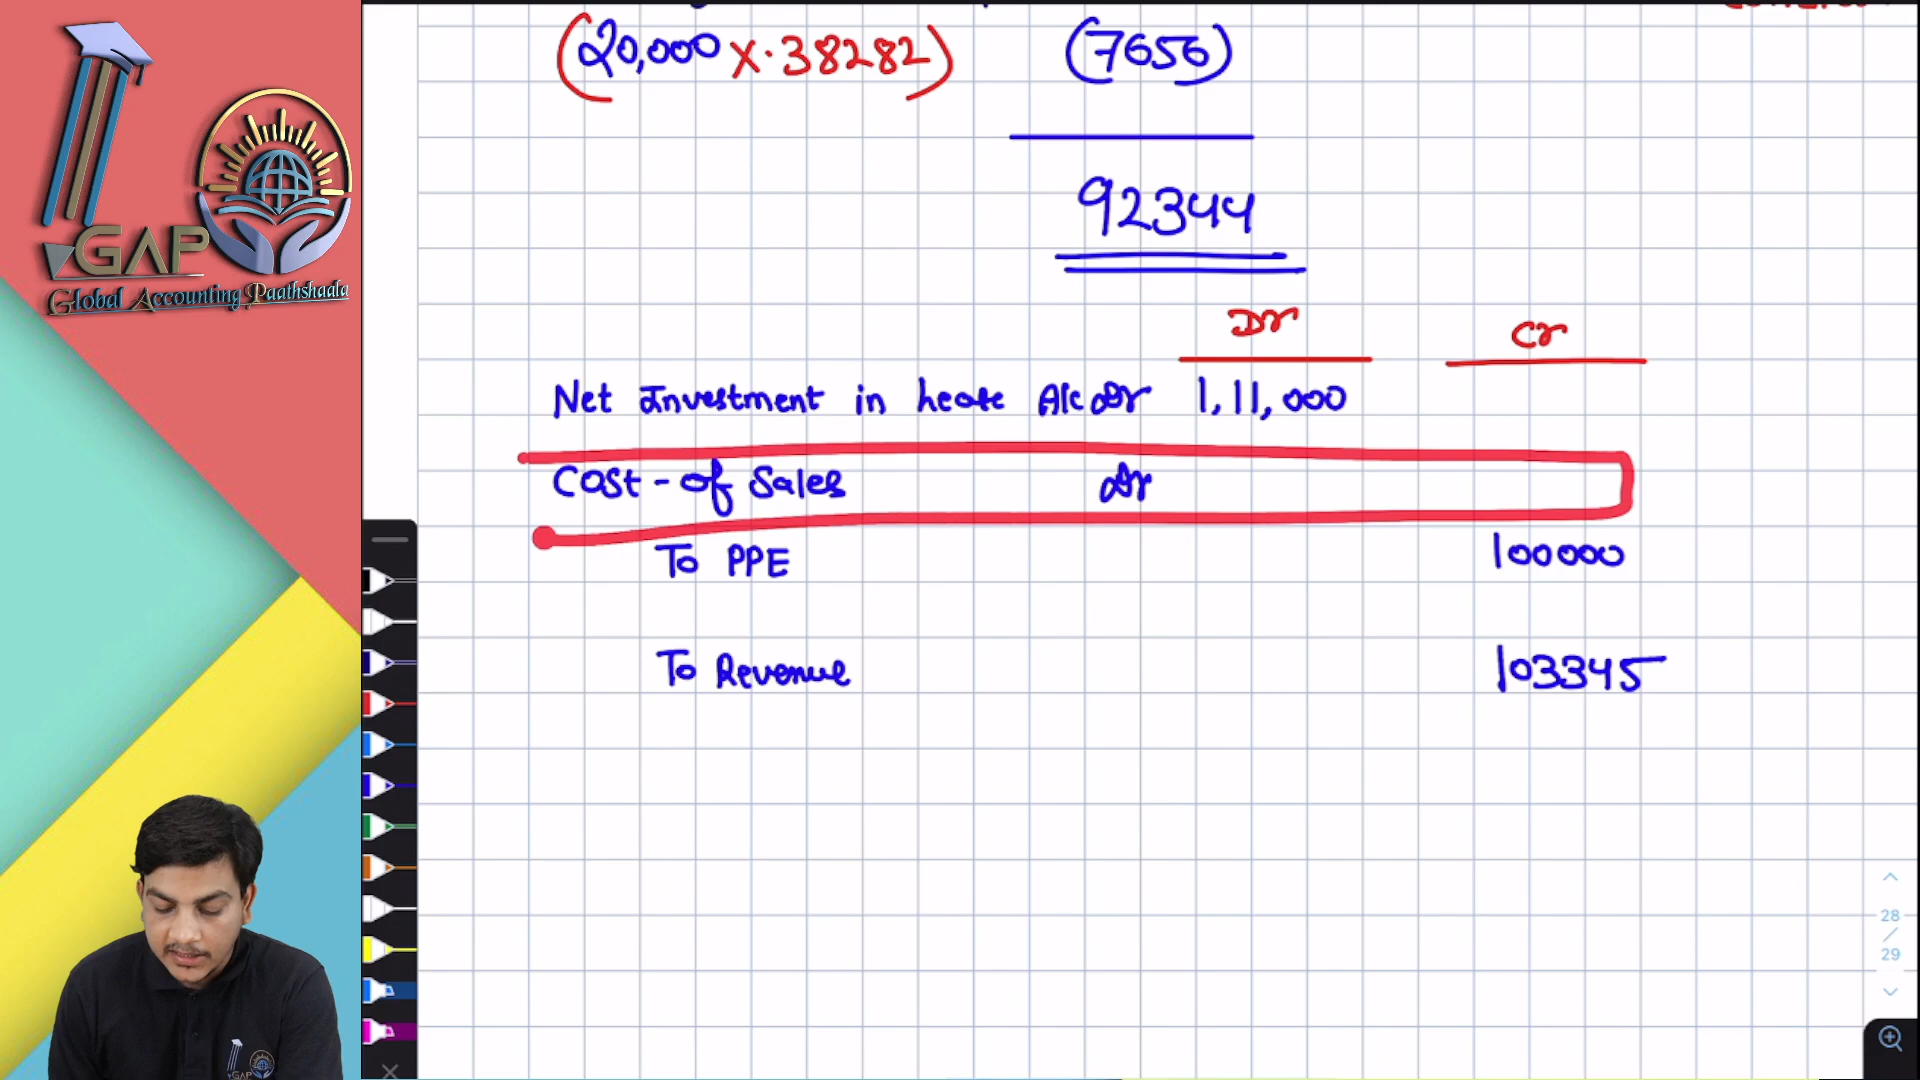 (20,000 x .38282) (7656)
92344
Dr Cr
Net Investment in lease A/c Dr 1,11,000
Cost-of Sales Dr
To PPE 100000
To Revenue 103345
GAP
Global Accounting Paathshaala
GAP
28
/
29